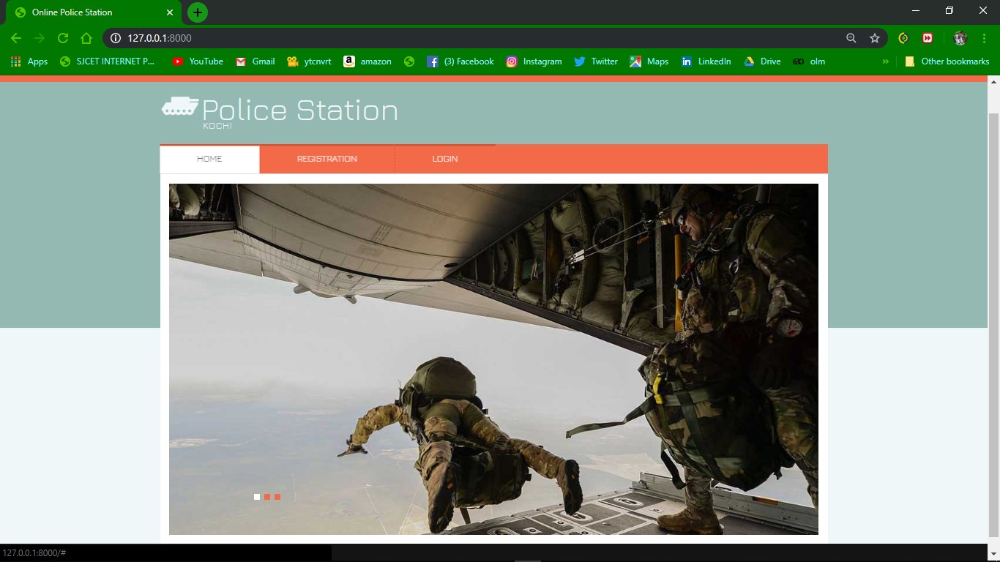 Online Police Station
127.0.0.1:8000
Apps SJCET INTERNET P... YouTube Gmail ytcnvrt amazon (3) Facebook Instagram Twitter Maps LinkedIn Drive olm » Other bookmarks
Police Station
KOCHI
HOME REGISTRATION LOGIN
127.0.0.1:8000/#